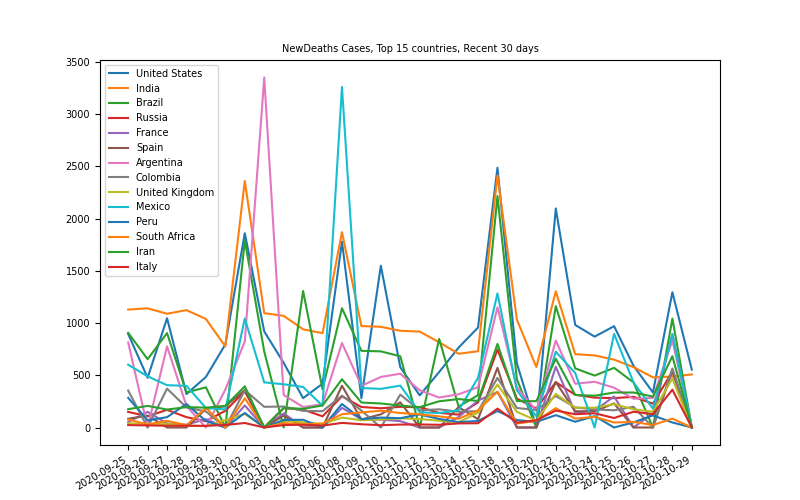 NewDeaths Cases, Top 15 countries, Recent 30 days
3500
3000
2500
2000
1500
1000
500
0
United States
India
Brazil
Russia
France
Spain
Argentina
Colombia
United Kingdom
Mexico
Peru
South Africa
Iran
Italy
2020-09-25
2020-09-26
2020-09-27
2020-09-28
2020-09-29
2020-09-30
2020-10-02
2020-10-03
2020-10-04
2020-10-05
2020-10-06
2020-10-08
2020-10-09
2020-10-10
2020-10-11
2020-10-12
2020-10-13
2020-10-14
2020-10-15
2020-10-18
2020-10-19
2020-10-20
2020-10-22
2020-10-23
2020-10-24
2020-10-25
2020-10-26
2020-10-27
2020-10-28
2020-10-29